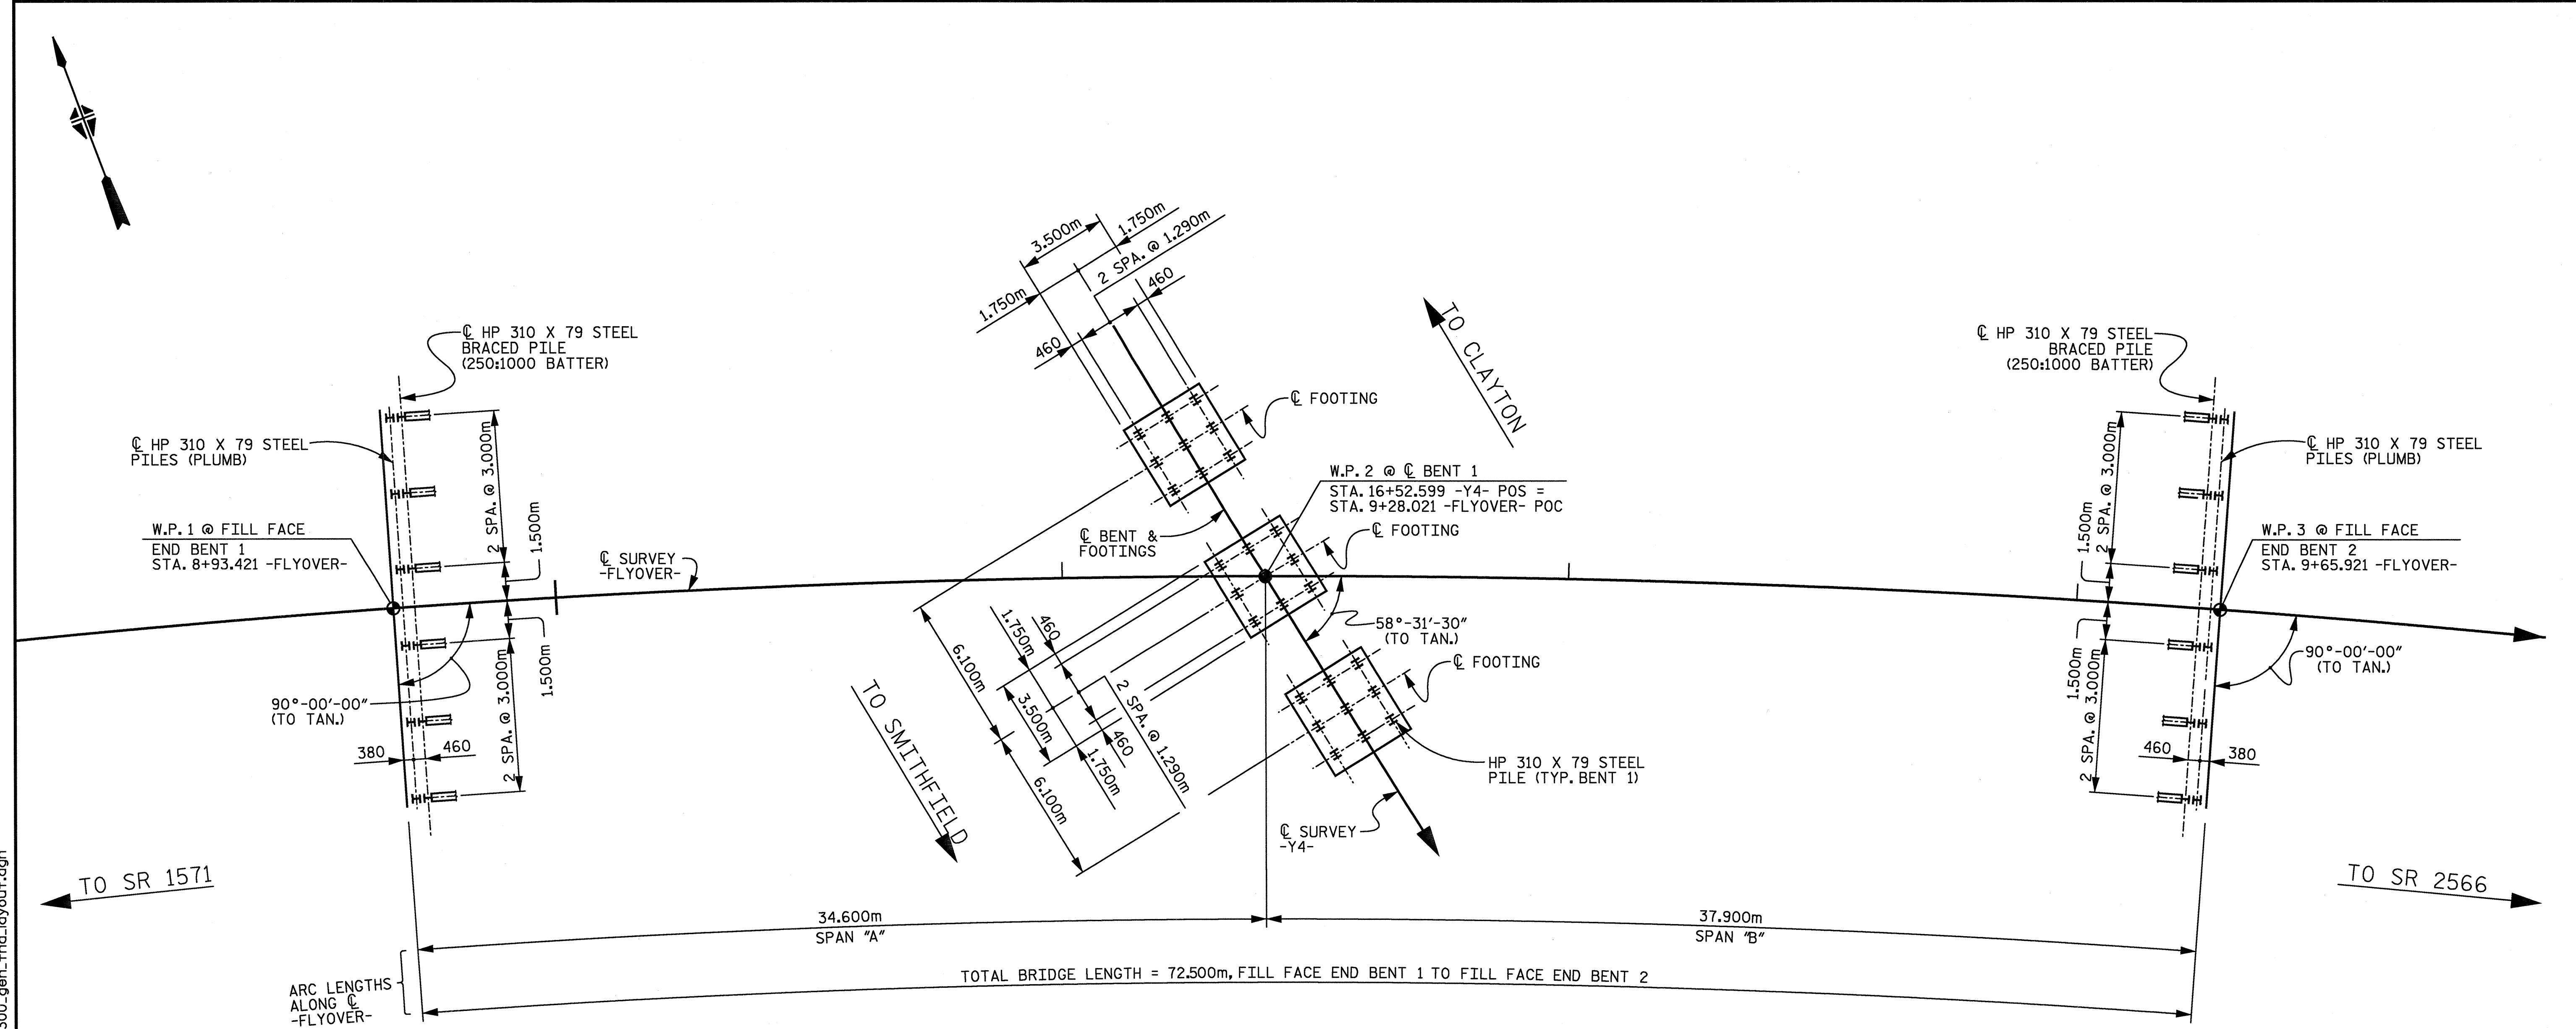 3.500m
1.750m
2 SPA. @ 1.290m
460
1.750m
460
TO CLAYTON
℄ HP 310 X 79 STEEL
BRACED PILE
(250:1000 BATTER)
℄ HP 310 X 79 STEEL
BRACED PILE
(250:1000 BATTER)
℄ FOOTING
℄ HP 310 X 79 STEEL
PILES (PLUMB)
2 SPA. @ 3.000m
1.500m
W.P. 1 @ FILL FACE
END BENT 1
STA. 8+93.421 -FLYOVER-
℄ SURVEY
-FLYOVER-
℄ BENT &
FOOTINGS
W.P. 2 @ ℄ BENT 1
STA. 16+52.599 -Y4- POS =
STA. 9+28.021 -FLYOVER- POC
℄ FOOTING
2 SPA. @ 3.000m
1.500m
℄ HP 310 X 79 STEEL
PILES (PLUMB)
W.P. 3 @ FILL FACE
END BENT 2
STA. 9+65.921 -FLYOVER-
90°-00'-00"
(TO TAN.)
380
460
2 SPA. @ 3.000m
1.500m
TO SMITHFIELD
6.100m
6.100m
1.750m
460
3.500m
2 SPA. @ 1.290m
460
1.750m
58°-31'-30"
(TO TAN.)
℄ FOOTING
HP 310 X 79 STEEL
PILE (TYP. BENT 1)
℄ SURVEY
-Y4-
1.500m
2 SPA. @ 3.000m
460
380
90°-00'-00"
(TO TAN.)
TO SR 1571
TO SR 2566
34.600m
SPAN "A"
37.900m
SPAN "B"
TOTAL BRIDGE LENGTH = 72.500m, FILL FACE END BENT 1 TO FILL FACE END BENT 2
ARC LENGTHS
ALONG ℄
-FLYOVER-